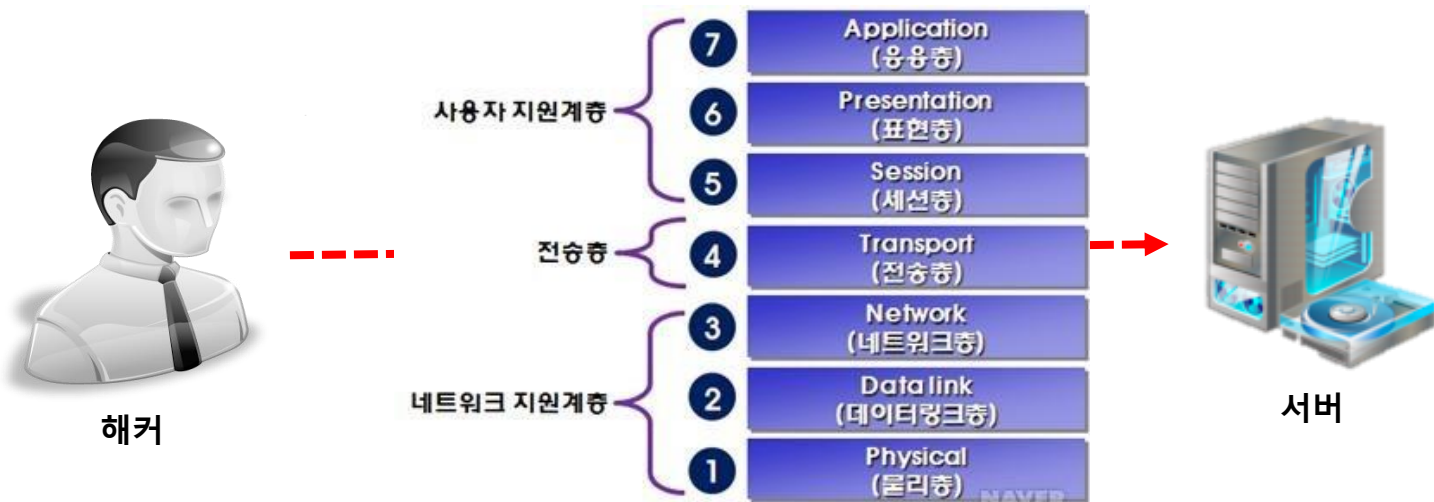 7
Application
(응용층)
사용자 지원계층
6
Presentation
(표현층)
5
Session
(세션층)
전송층
4
Transport
(전송층)
3
Network
(네트워크층)
네트워크 지원계층
2
Data link
(데이터링크층)
1
Physical
(물리층)
NAVER
해커
서버